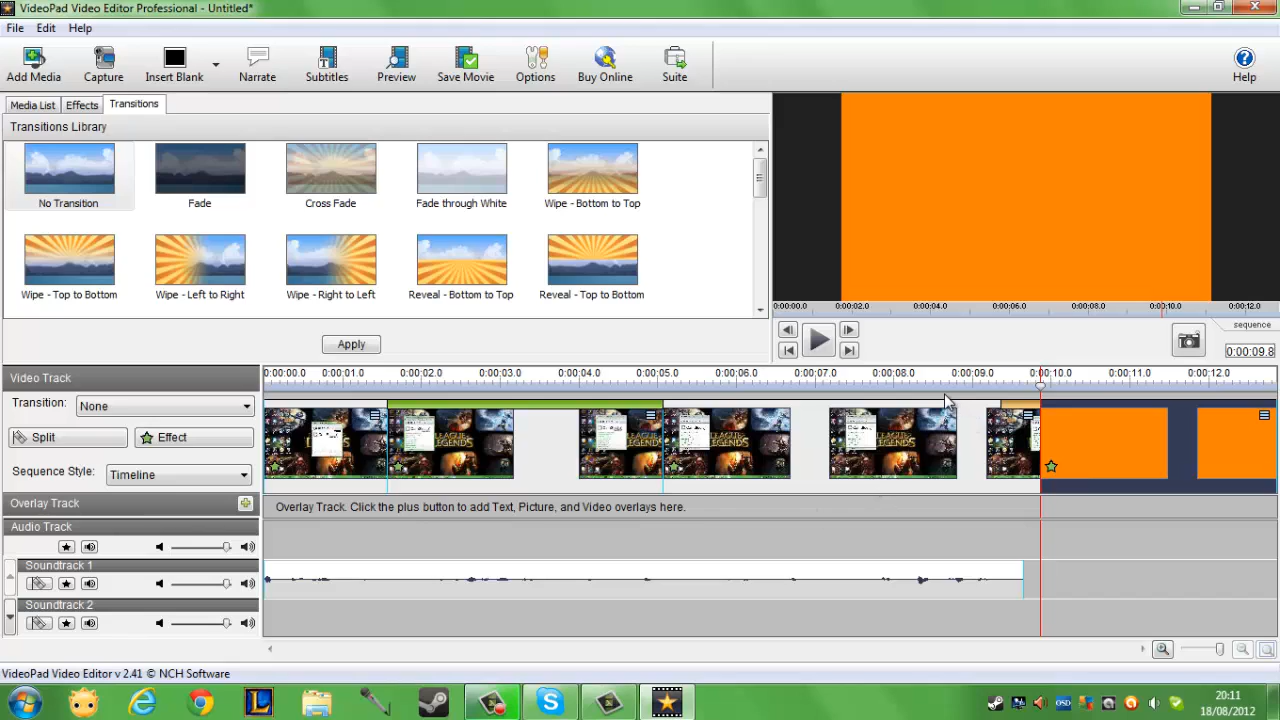 VideoPad Video Editor Professional - Untitled*
File Edit Help
Add Media Capture Insert Blank Narrate Subtitles Preview Save Movie Options Buy Online Suite Help
Media List Effects Transitions
Transitions Library
No Transition Fade Cross Fade Fade through White Wipe - Bottom to Top
Wipe - Top to Bottom Wipe - Left to Right Wipe - Right to Left Reveal - Bottom to Top Reveal - Top to Bottom
Apply
0:00:00.0 0:00:02.0 0:00:04.0 0:00:06.0 0:00:08.0 0:00:10.0 0:00:12.0
sequence
0:00:09.8
Video Track
0:00:00.0 0:00:01.0 0:00:02.0 0:00:03.0 0:00:04.0 0:00:05.0 0:00:06.0 0:00:07.0 0:00:08.0 0:00:09.0 0:00:10.0 0:00:11.0 0:00:12.0
Transition: None
Split Effect
LEAGUE LEGENDS
Sequence Style: Timeline
Overlay Track
Overlay Track. Click the plus button to add Text, Picture, and Video overlays here.
Audio Track
Soundtrack 1
Soundtrack 2
VideoPad Video Editor v 2.41 © NCH Software
L
S
OSD
20:11
18/08/2012